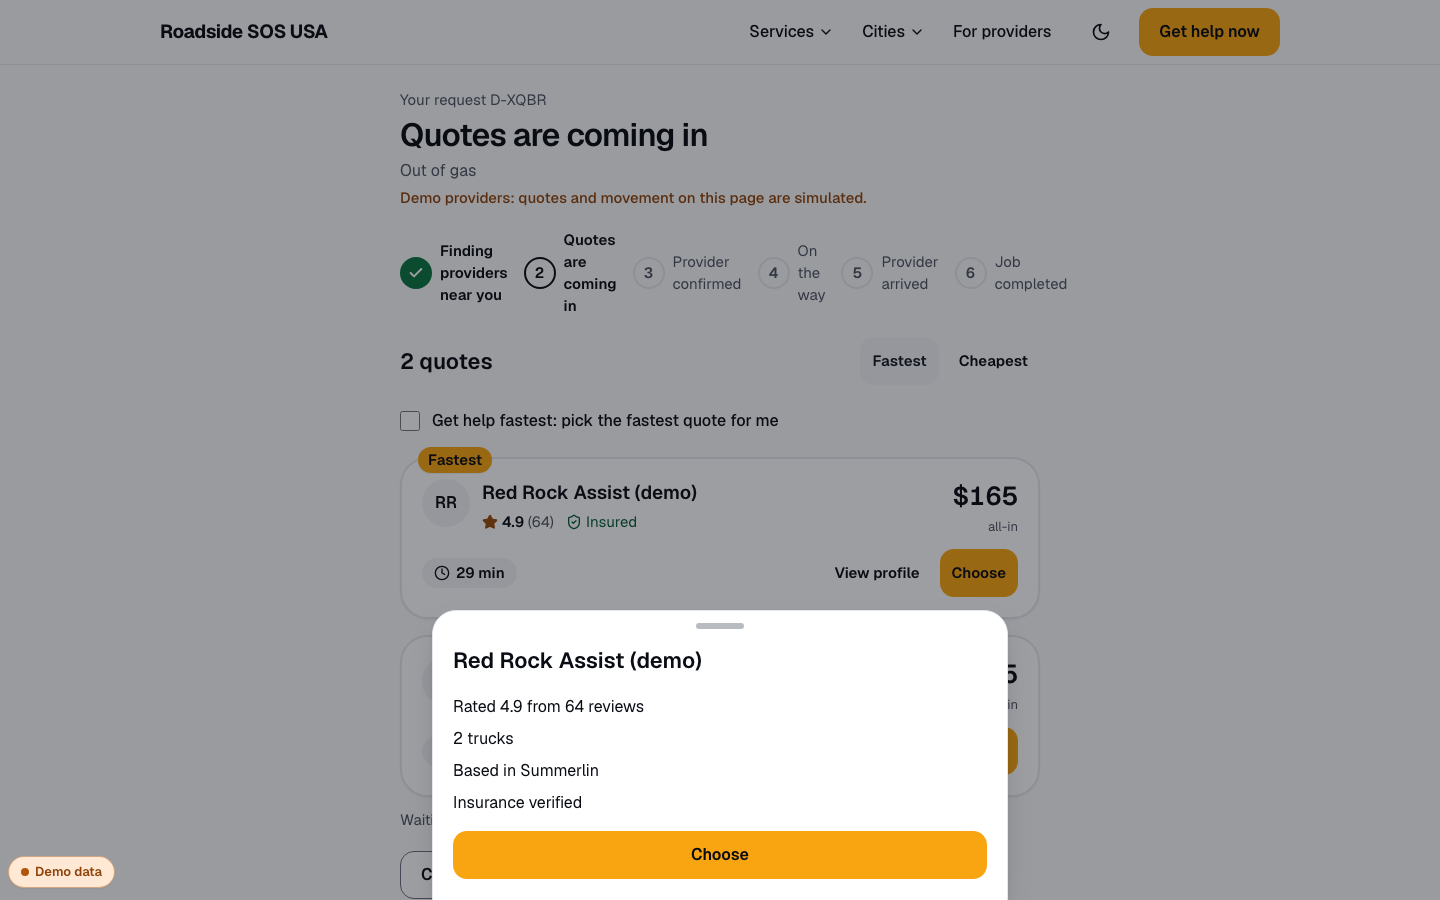 Roadside SOS USA
Services
Cities
For providers
Get help now
Your request D-XQBR
Quotes are coming in
Out of gas
Demo providers: quotes and movement on this page are simulated.
Finding
providers
near you
2
Quotes
are
coming
in
3
Provider
confirmed
4
On
the
way
5
Provider
arrived
6
Job
completed
2 quotes
Fastest
Cheapest
Get help fastest: pick the fastest quote for me
Fastest
RR
Red Rock Assist (demo)
$165
4.9 (64)
Insured
all-in
29 min
View profile
Choose
Red Rock Assist (demo)
Rated 4.9 from 64 reviews
2 trucks
Based in Summerlin
Insurance verified
Choose
Demo data